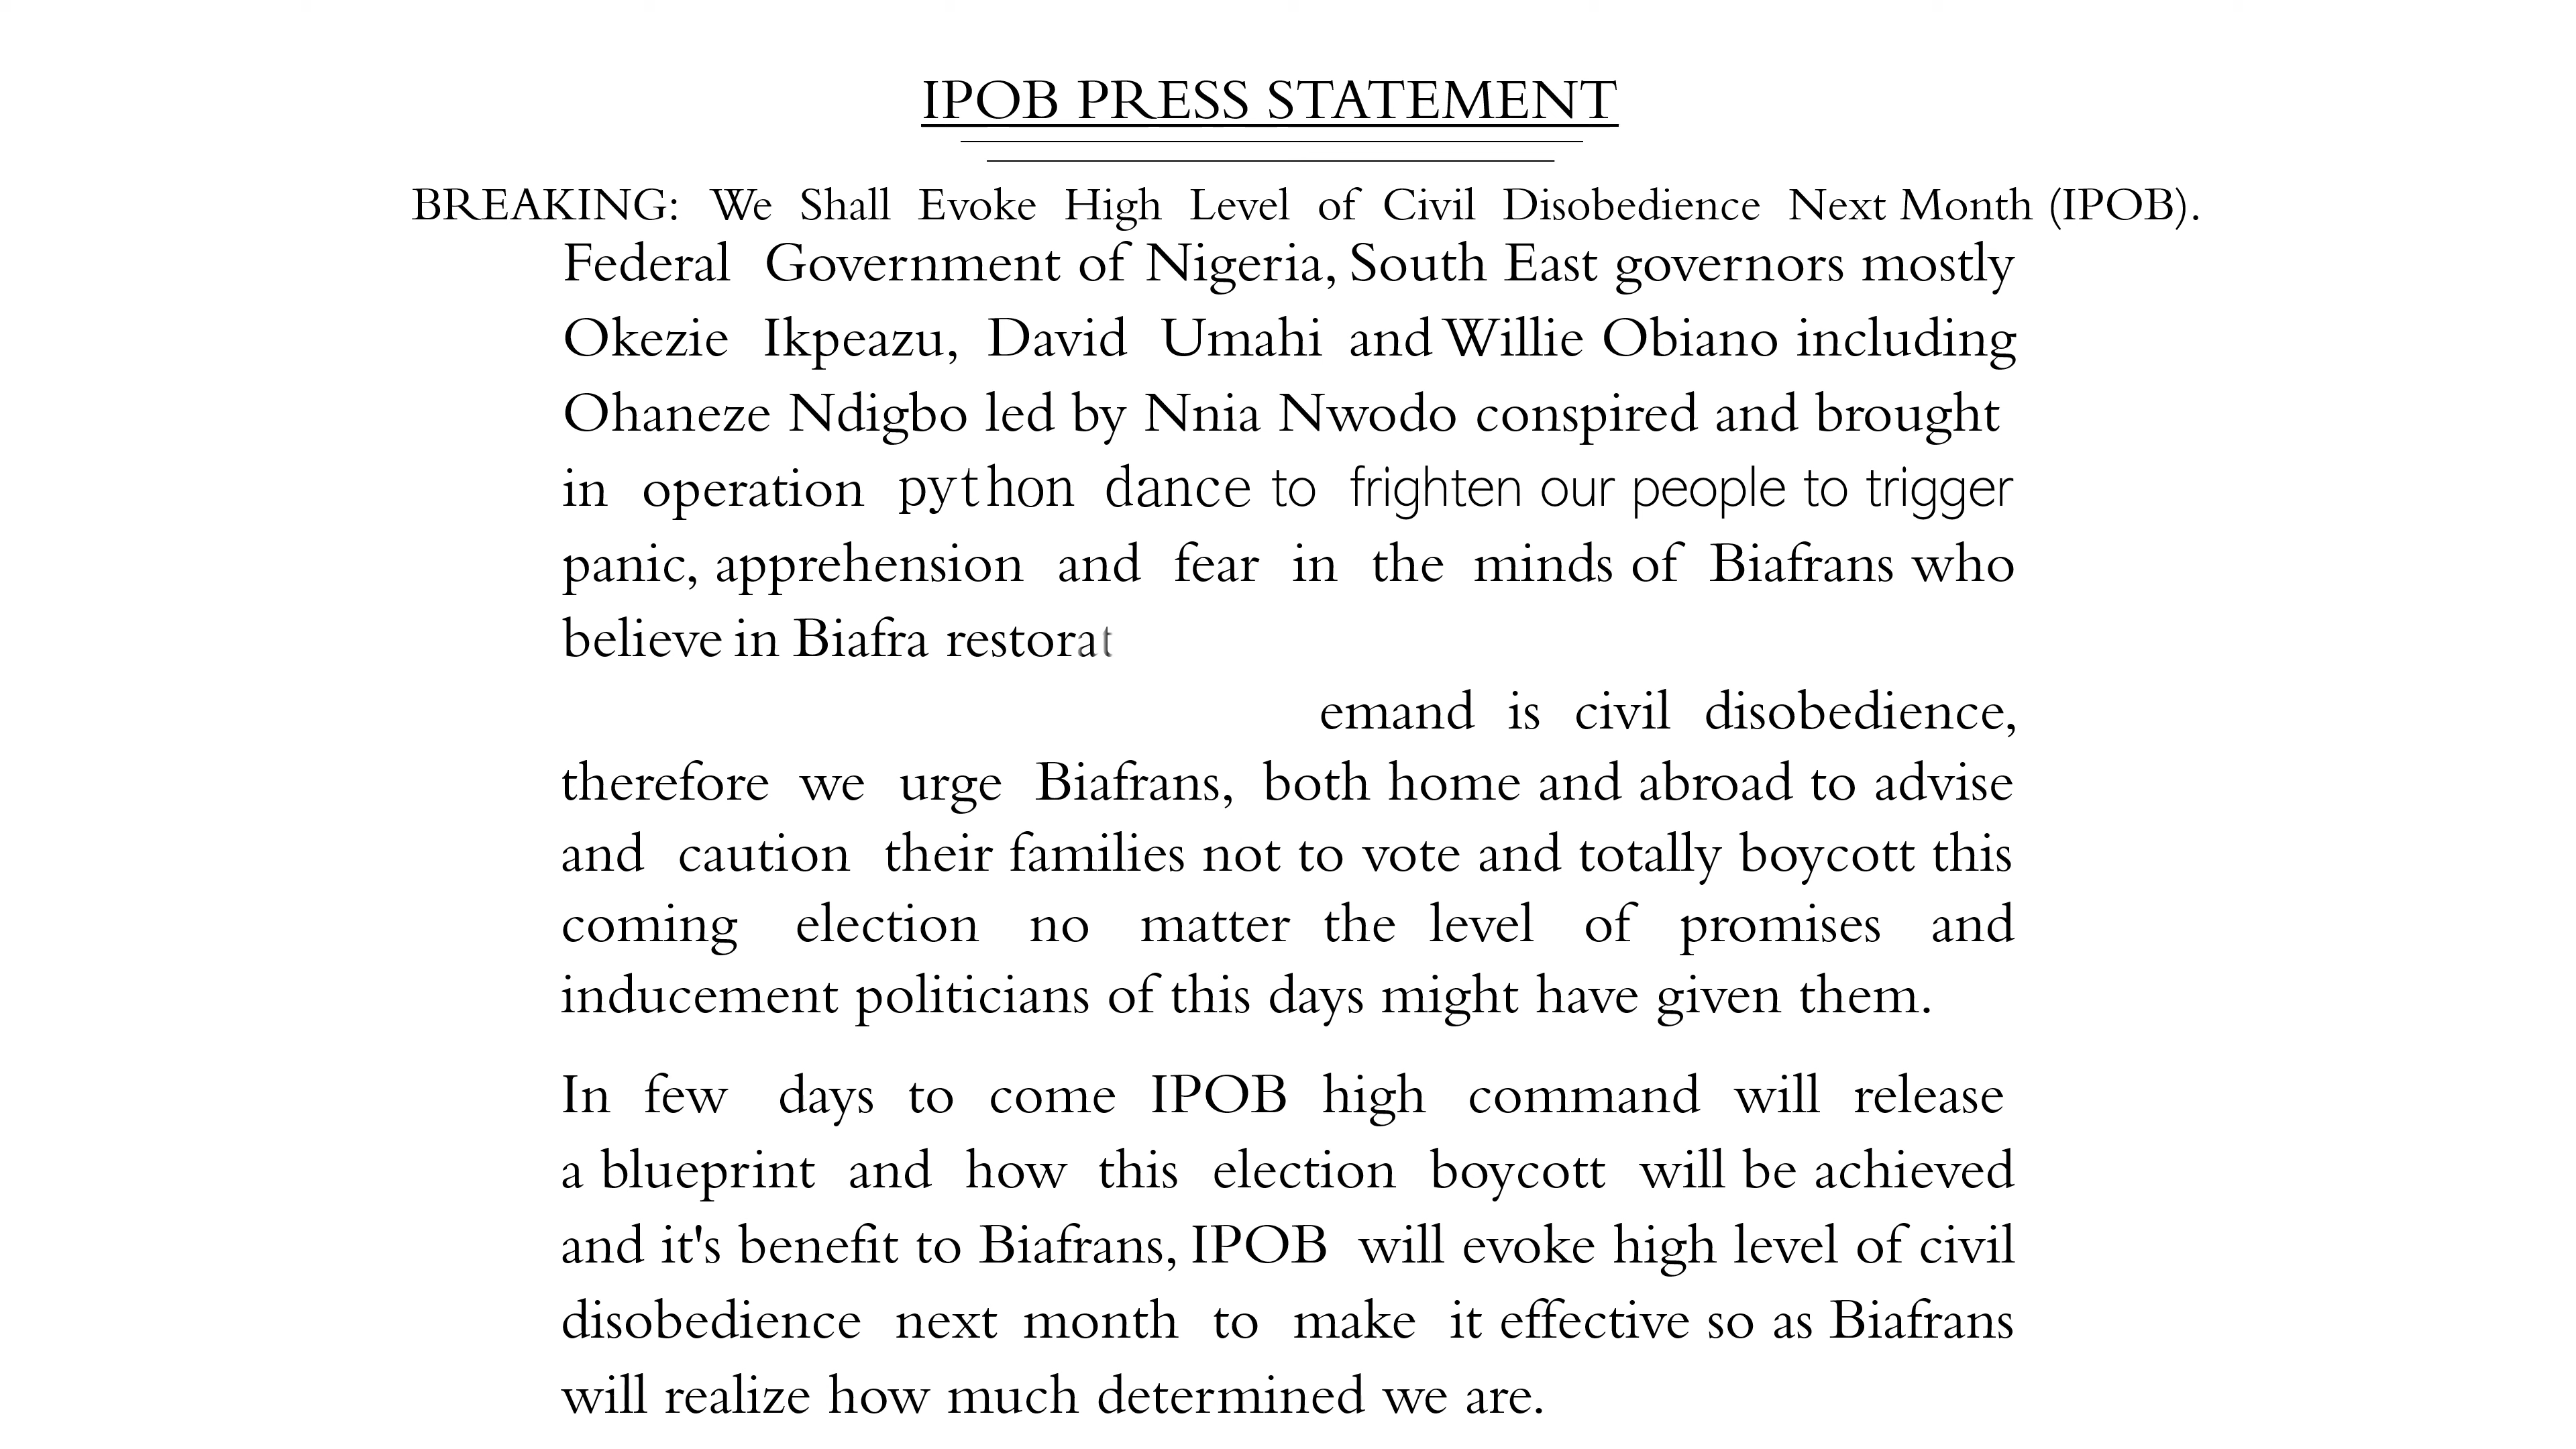 IPOB PRESS STATEMENT
BREAKING: We Shall Evoke High Level of Civil Disobedience Next Month (IPOB).
Federal Government of Nigeria, South East governors mostly
Okezie Ikpeazu, David Umahi and Willie Obiano including
Ohaneze Ndigbo led by Nnia Nwodo conspired and brought
in operation python dance to frighten our people to trigger
panic, apprehension and fear in the minds of Biafrans who
believe in Biafra restorat
emand is civil disobedience,
therefore we urge Biafrans, both home and abroad to advise
and caution their families not to vote and totally boycott this
coming election no matter the level of promises and
inducement politicians of this days might have given them.
In few days to come IPOB high command will release
a blueprint and how this election boycott will be achieved
and it's benefit to Biafrans, IPOB will evoke high level of civil
disobedience next month to make it effective so as Biafrans
will realize how much determined we are.